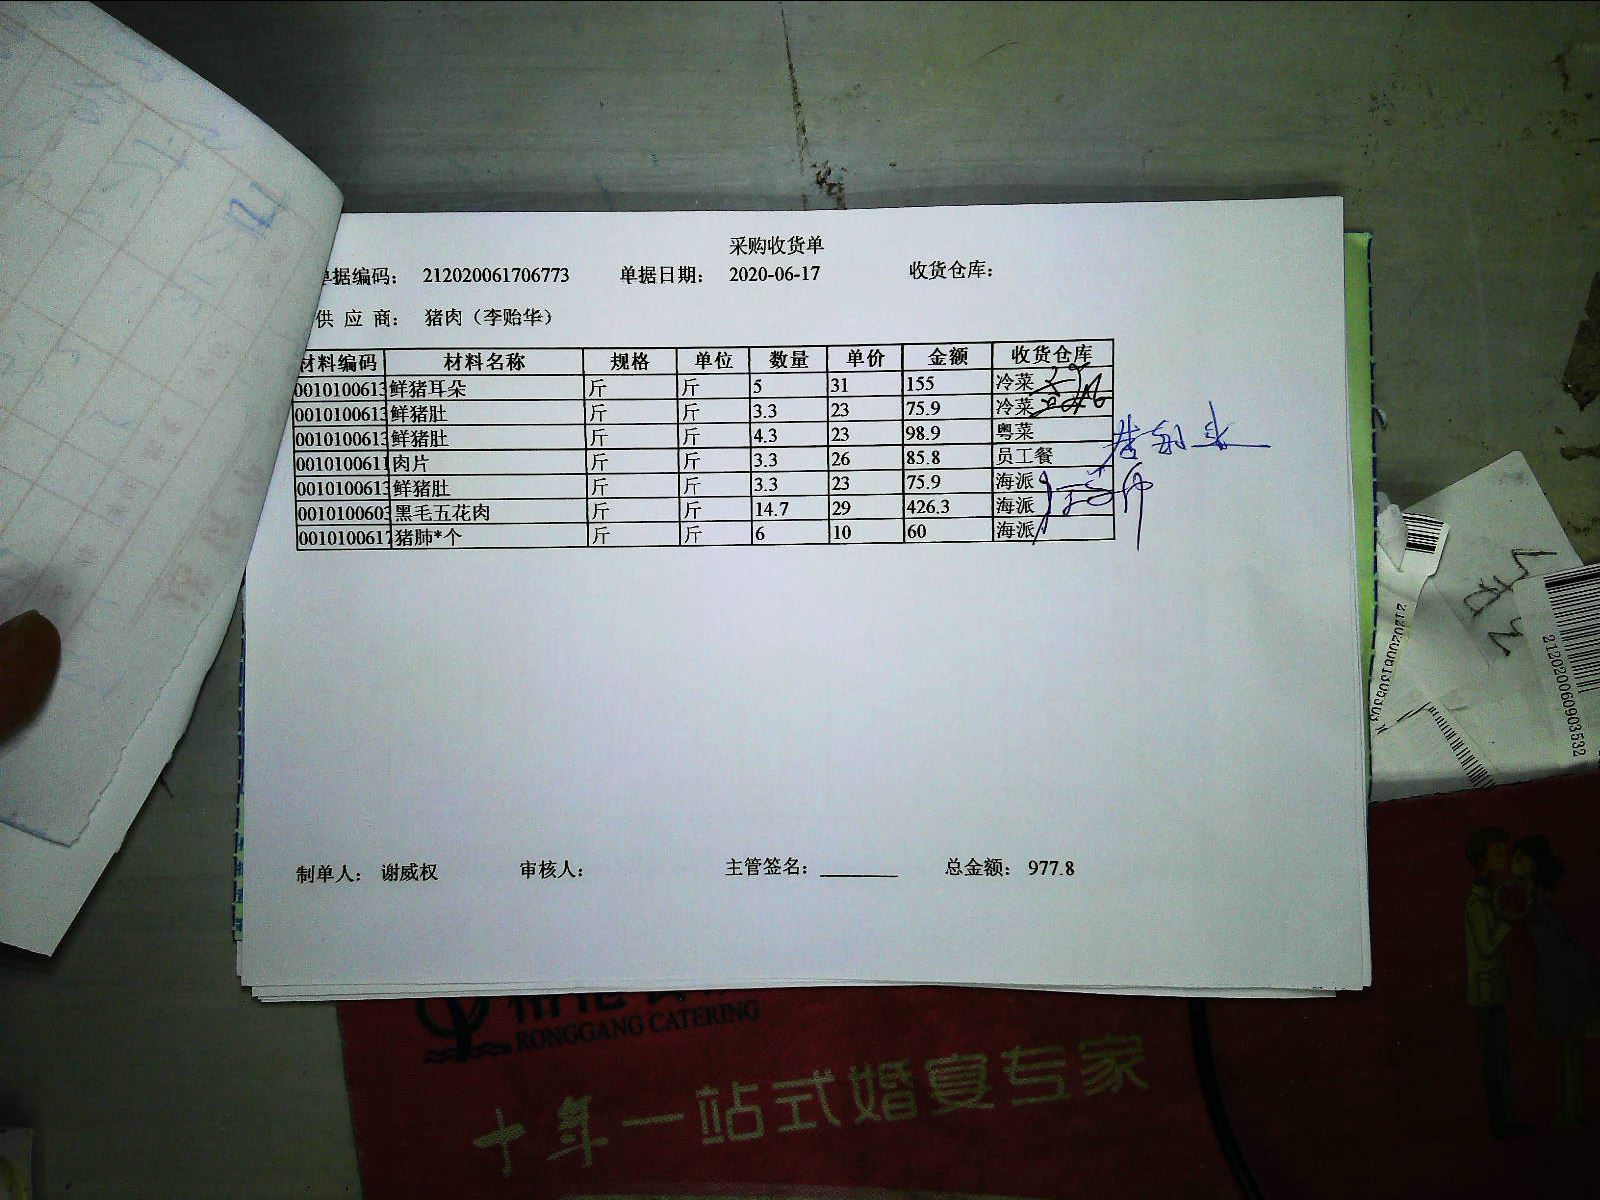 采购收货单
单据编码： 212020061706773 单据日期： 2020-06-17 收货仓库：
供 应 商： 猪肉（李贻华）
材料编码 材料名称 规格 单位 数量 单价 金额 收货仓库
0010100613 鲜猪耳朵 斤 斤 5 31 155 冷菜
0010100613 鲜猪肚 斤 斤 3.3 23 75.9 冷菜
0010100613 鲜猪肚 斤 斤 4.3 23 98.9 粤菜
0010100611 肉片 斤 斤 3.3 26 85.8 员工餐
0010100613 鲜猪肚 斤 斤 3.3 23 75.9 海派
0010100603 黑毛五花肉 斤 斤 14.7 29 426.3 海派
0010100617 猪肺*个 斤 斤 6 10 60 海派
制单人： 谢威权 审核人： 主管签名： 总金额： 977.8
212020060903532
RONGGANG CATERING
十年一站式婚宴专家